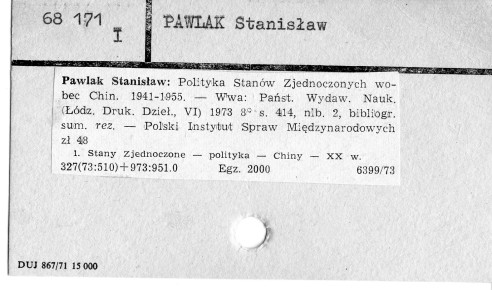 68 171 I
PAWLAK Stanisław
Pawlak Stanisław: Polityka Stanów Zjednoczonych wo-
bec Chin. 1941-1955. — Wwa: Państ. Wydaw. Nauk.
(Łódz. Druk. Dzieł., VI) 1973 8° s. 414, nlb. 2, bibliogr.
sum. rez. — Polski Instytut Spraw Międzynarodowych
zł 48
1. Stany Zjednoczone — polityka — Chiny — XX w.
327(73:510)+973:951.0 Egz. 2000 6399/73
DUJ 867/71 15 000